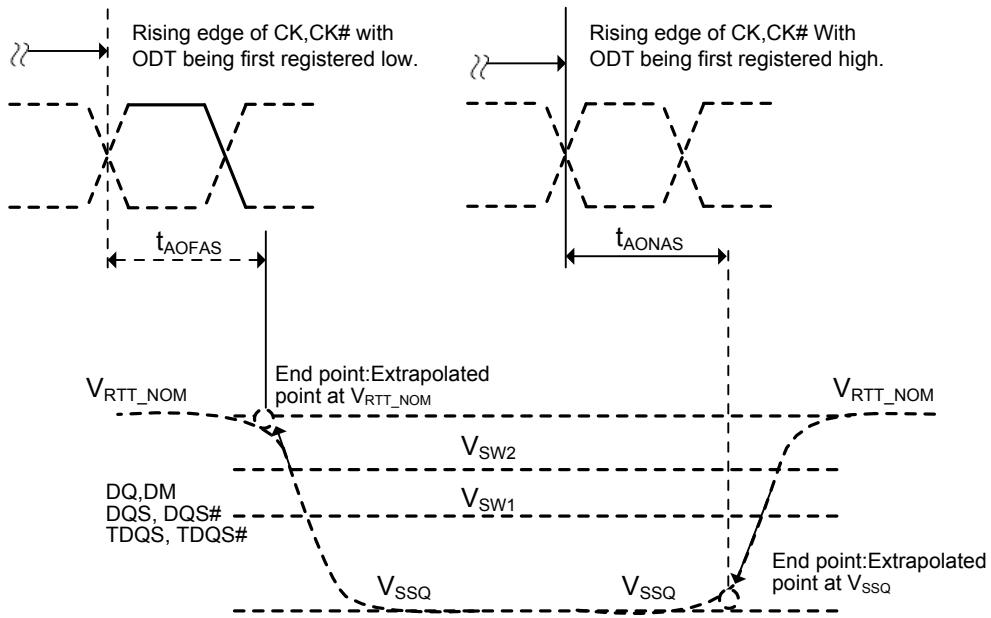 Rising edge of CK,CK# with
ODT being first registered low.
Rising edge of CK,CK# With
ODT being first registered high.
tAOFAS
tAONAS
End point:Extrapolated
point at VRTT_NOM
VRTT_NOM
VRTT_NOM
VSW2
VSW1
DQ,DM
DQS, DQS#
TDQS, TDQS#
VSSQ
VSSQ
End point:Extrapolated
point at VSSQ